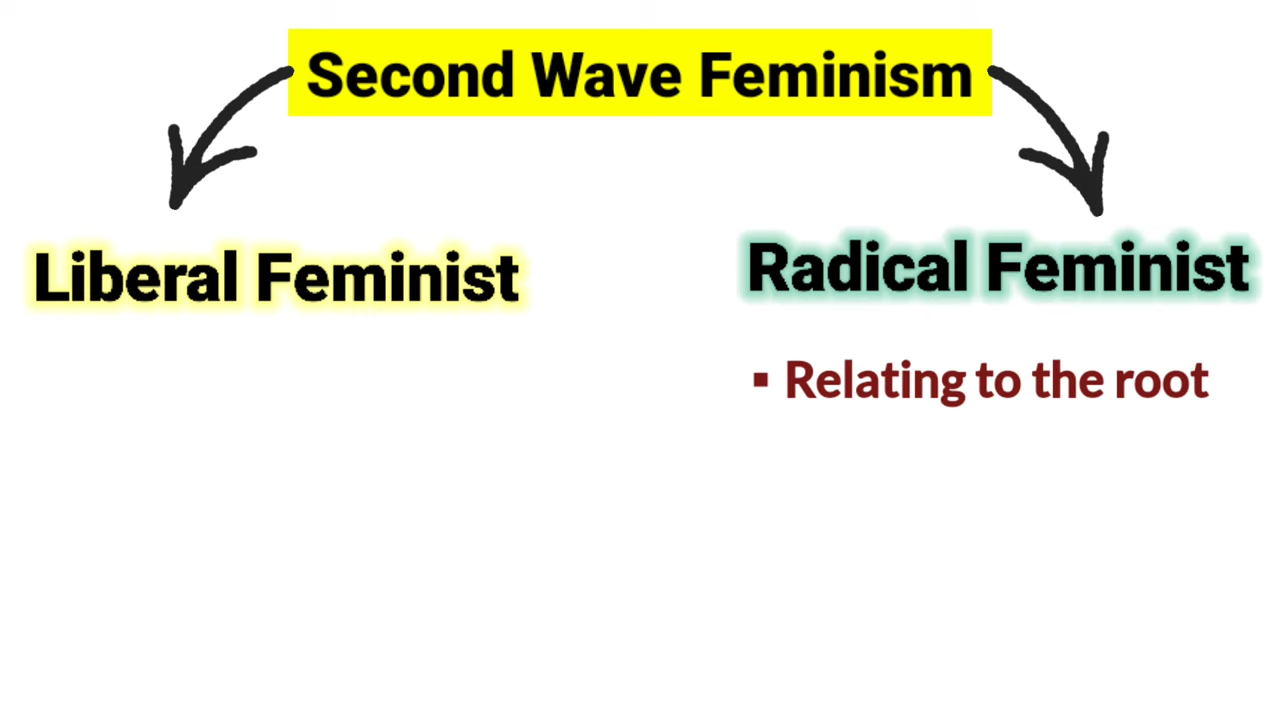 Second Wave Feminism
Liberal Feminist
Radical Feminist
▪ Relating to the root